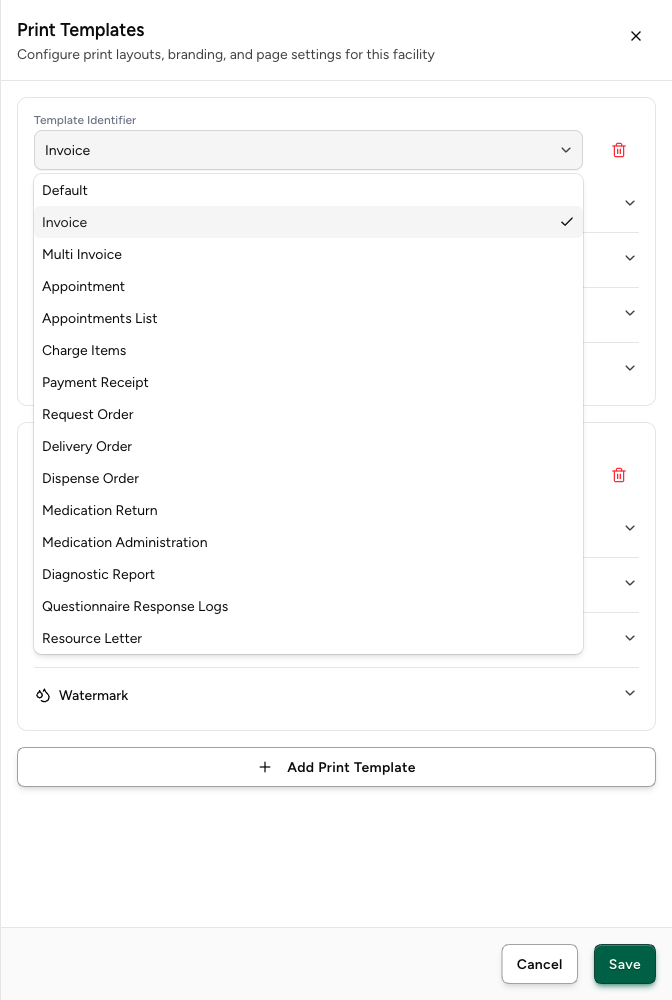 Print Templates
Configure print layouts, branding, and page settings for this facility
Template Identifier
Invoice
Default
Invoice
Multi Invoice
Appointment
Appointments List
Charge Items
Payment Receipt
Request Order
Delivery Order
Dispense Order
Medication Return
Medication Administration
Diagnostic Report
Questionnaire Response Logs
Resource Letter
Watermark
Add Print Template
Cancel
Save